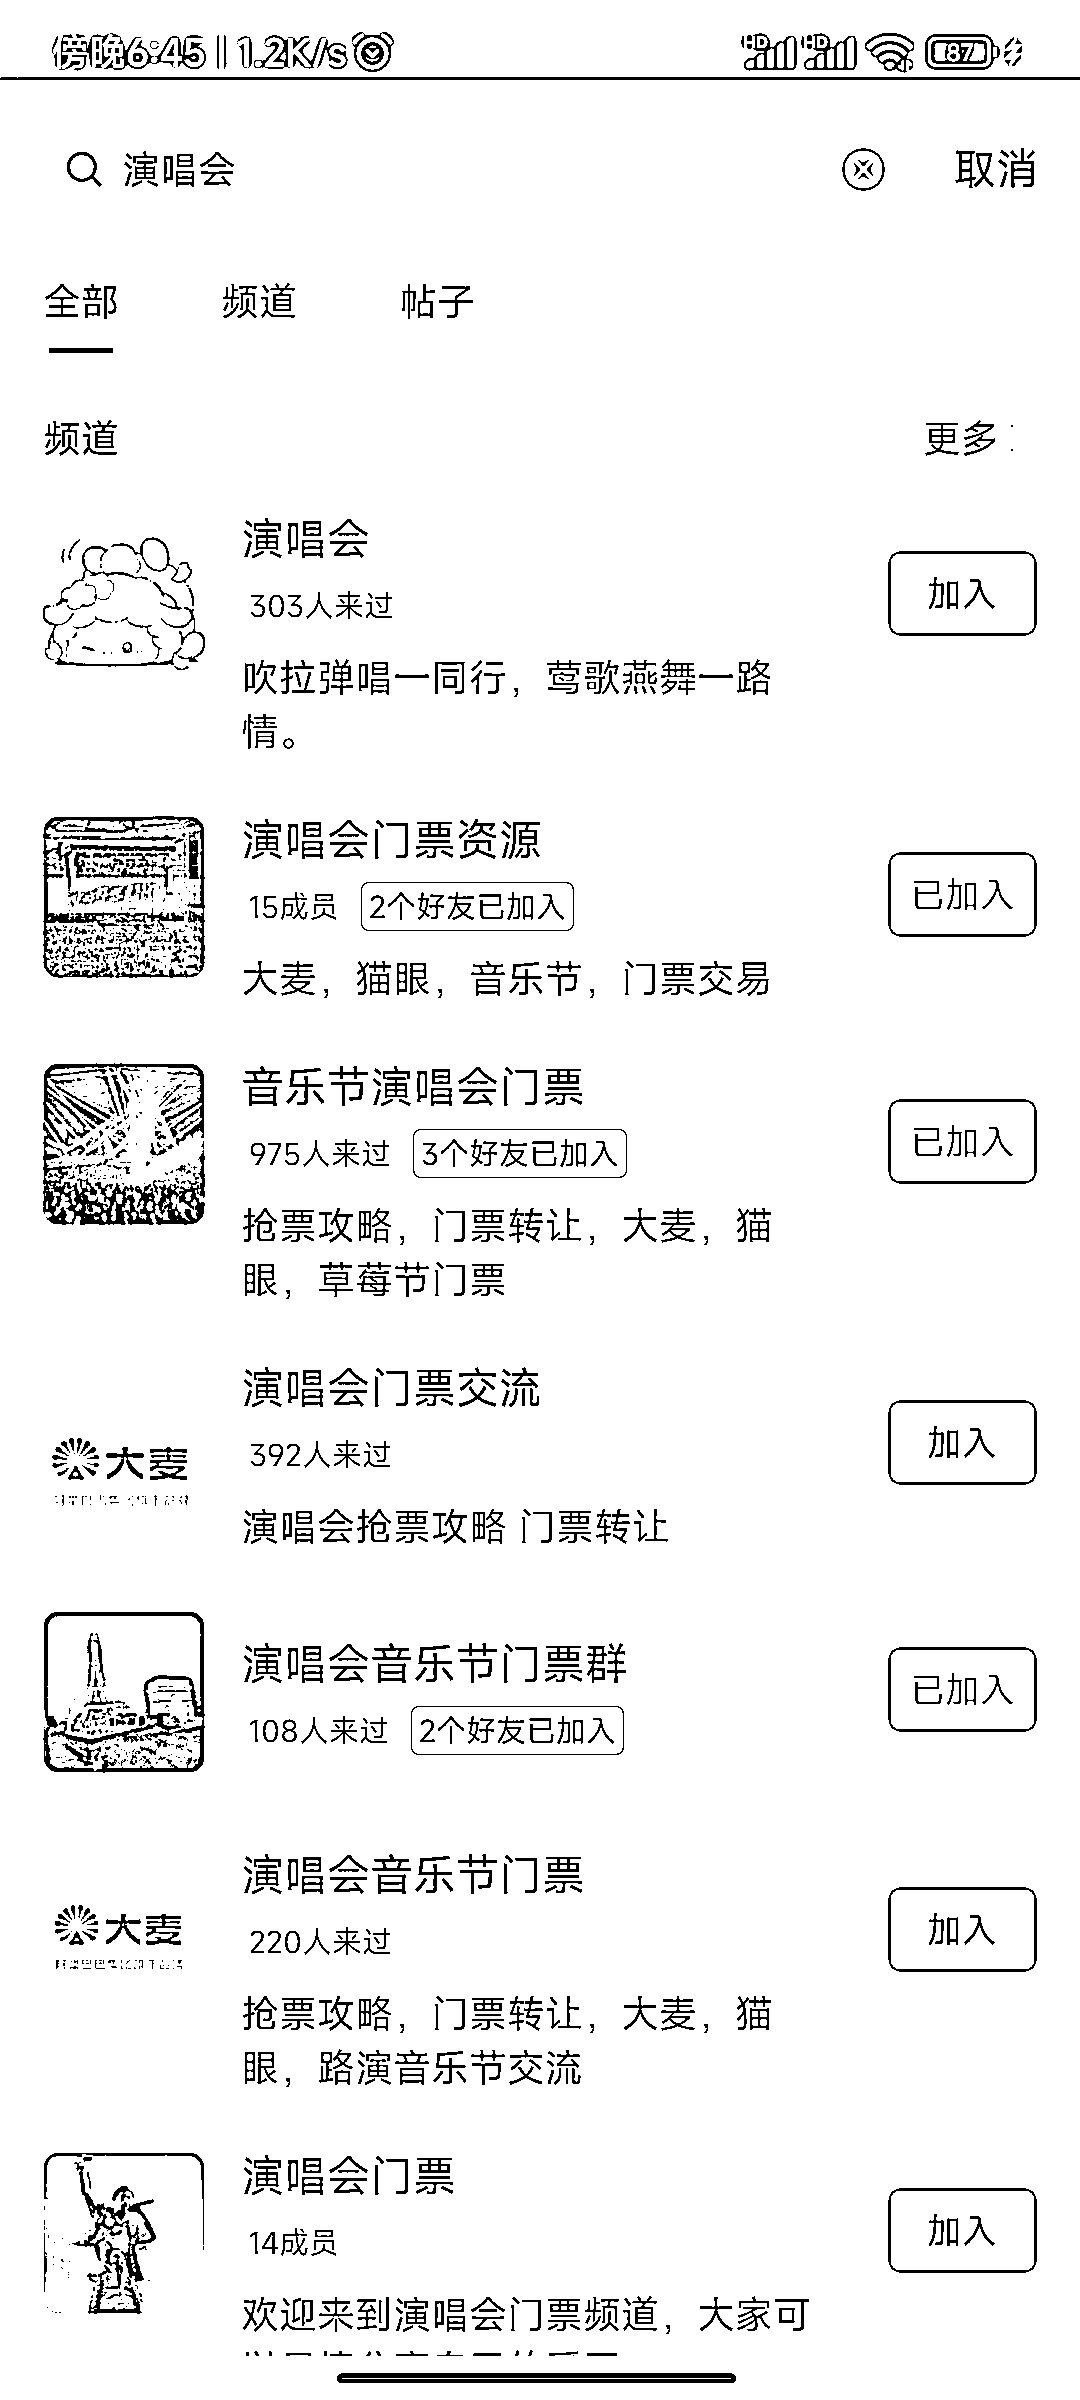 傍晚6:45 | 1.2K/s
HD HD 87
演唱会
取消
全部 频道 帖子
频道
更多
演唱会
303人来过
加入
吹拉弹唱一同行，莺歌燕舞一路
情。
演唱会门票资源
15成员 2个好友已加入
已加入
大麦，猫眼，音乐节，门票交易
音乐节演唱会门票
975人来过 3个好友已加入
已加入
抢票攻略，门票转让，大麦，猫
眼，草莓节门票
演唱会门票交流
392人来过
加入
大麦
演唱会抢票攻略 门票转让
演唱会音乐节门票群
108人来过 2个好友已加入
已加入
演唱会音乐节门票
220人来过
加入
大麦
抢票攻略，门票转让，大麦，猫
眼，路演音乐节交流
演唱会门票
14成员
加入
欢迎来到演唱会门票频道，大家可